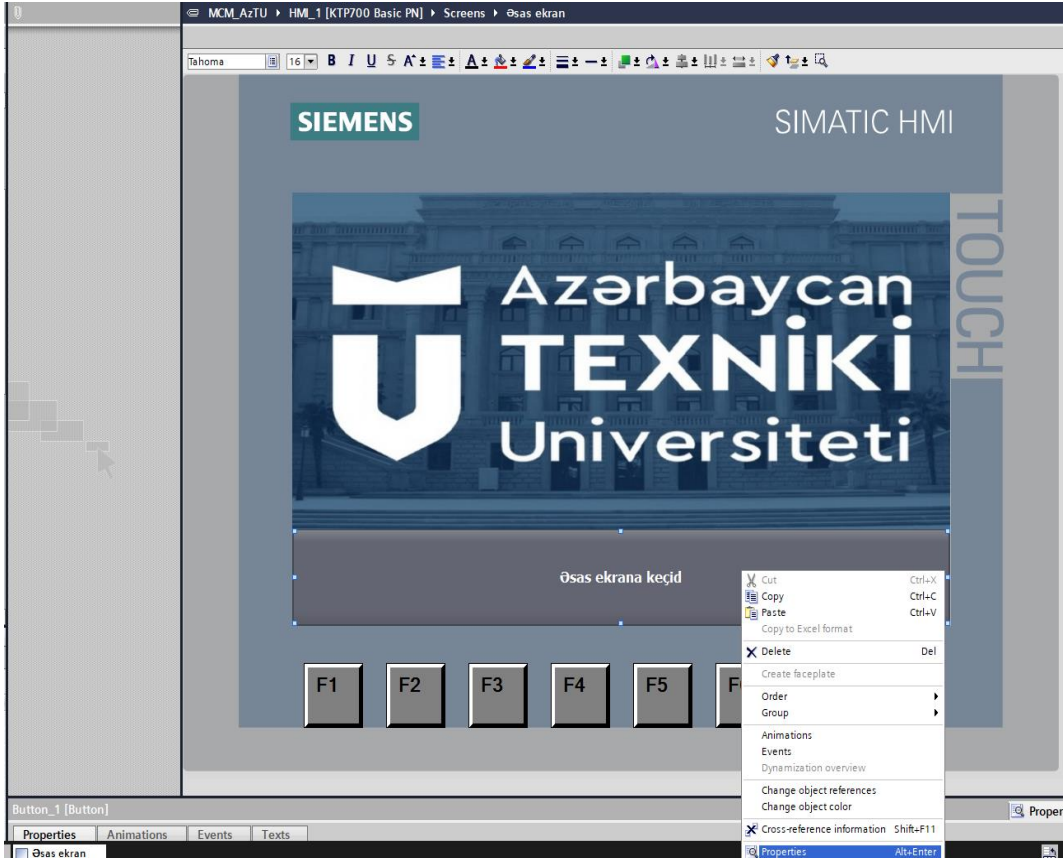 MCM_AzTU ▸ HMI_1 [KTP700 Basic PN] ▸ Screens ▸ Əsas ekran
Tahoma 16 B I U S A
SIEMENS
SIMATIC HMI
TOUCH
Azərbaycan
TEXNİKİ
Universiteti
Əsas ekrana keçid
F1 F2 F3 F4 F5
Cut Ctrl+X
Copy Ctrl+C
Paste Ctrl+V
Copy to Excel format
Delete Del
Create faceplate
Order
Group
Animations
Events
Dynamization overview
Change object references
Change object color
Cross-reference information Shift+F11
Properties Alt+Enter
Button_1 [Button]
Properties Animations Events Texts
Əsas ekran